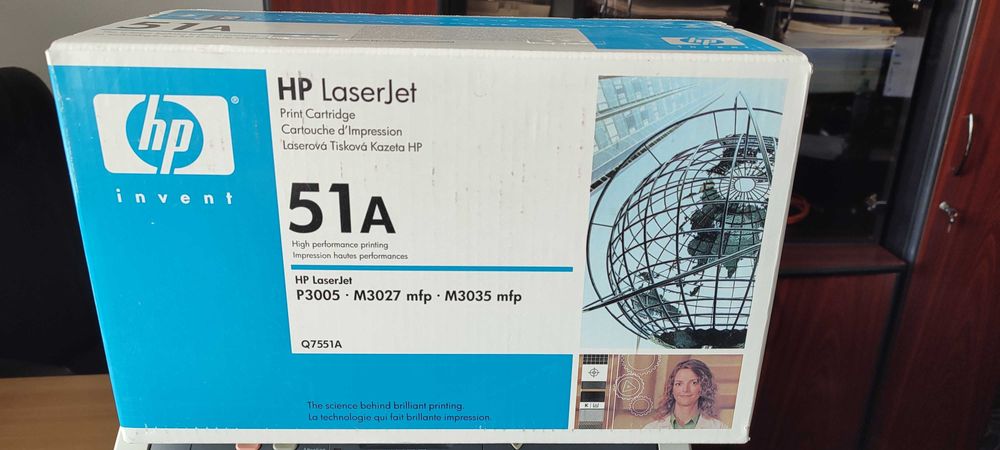 51A
hp
invent
hp
®
invent
HP LaserJet
Print Cartridge
Cartouche d'Impression
Laserová Tisková Kazeta HP
51A
High performance printing
Impression hautes performances
HP LaserJet
P3005 · M3027 mfp · M3035 mfp
Q7551A
The science behind brilliant printing.
La technologie qui fait brillante impression.